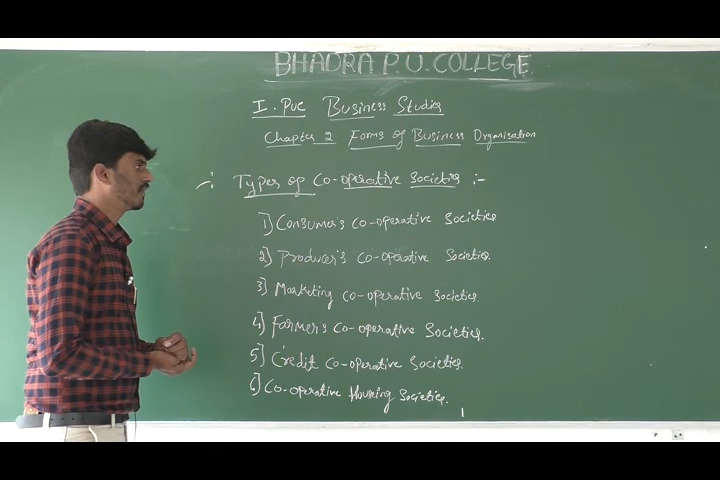 BHADRA P.U. COLLEGE
I. PUC Business Studies
Chapter 2 Forms of Business Organisation
∴ Types of Co-operative Societies :-
1] Consumer's Co-operative Societies
2] Producer's Co-operative Societies.
3] Marketing Co-operative Societies.
4] Farmer's Co-operative Societies.
5] Credit Co-operative Societies.
6] Co-operative Housing Societies.